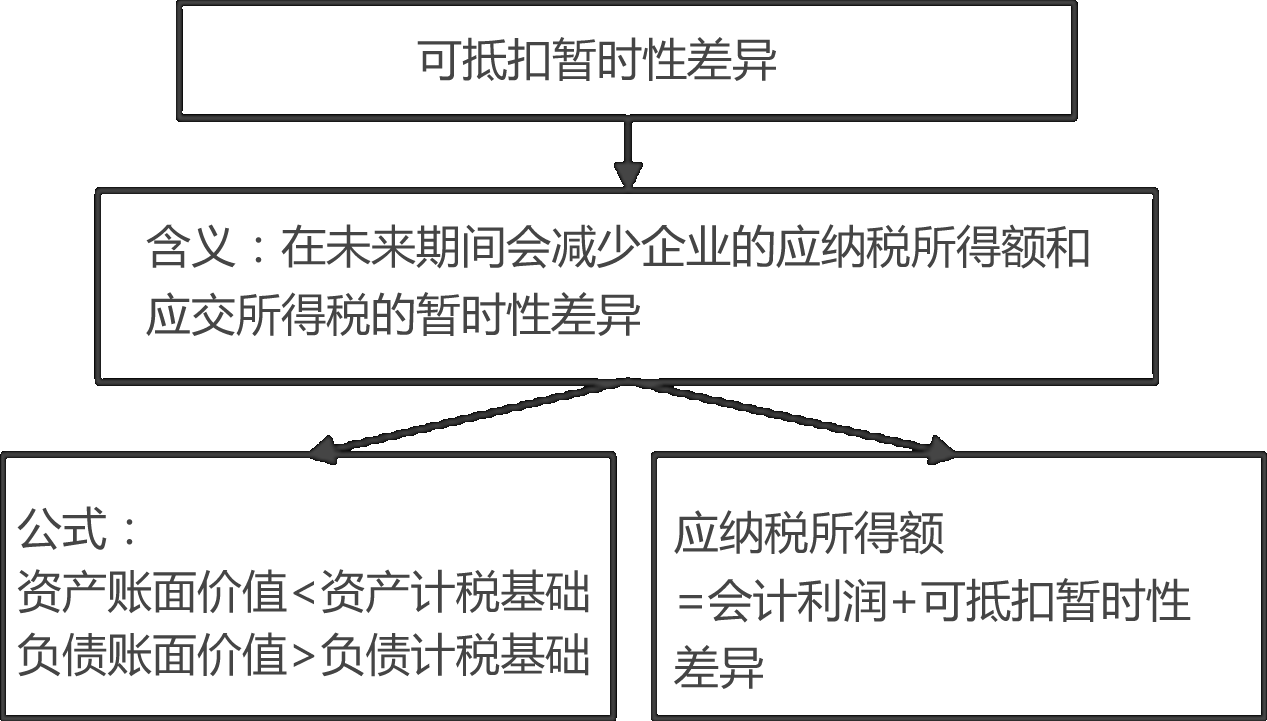 可抵扣暂时性差异
含义：在未来期间会减少企业的应纳税所得额和
应交所得税的暂时性差异
公式：
资产账面价值<资产计税基础
负债账面价值>负债计税基础
应纳税所得额
=会计利润+可抵扣暂时性
差异